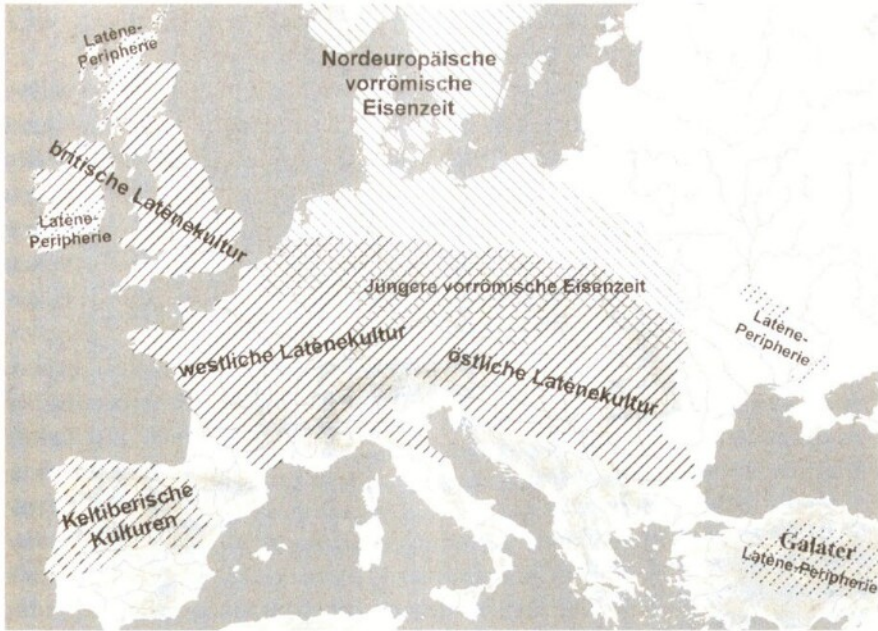 Latène-
Peripherie
Nordeuropäische
vorrömische
Eisenzeit
britische Latènekultur
Latène-
Peripherie
Jüngere vorrömische Eisenzeit
westliche Latènekultur
östliche Latènekultur
Latène-
Peripherie
Keltiberische
Kulturen
Galater
Latène-Peripherie